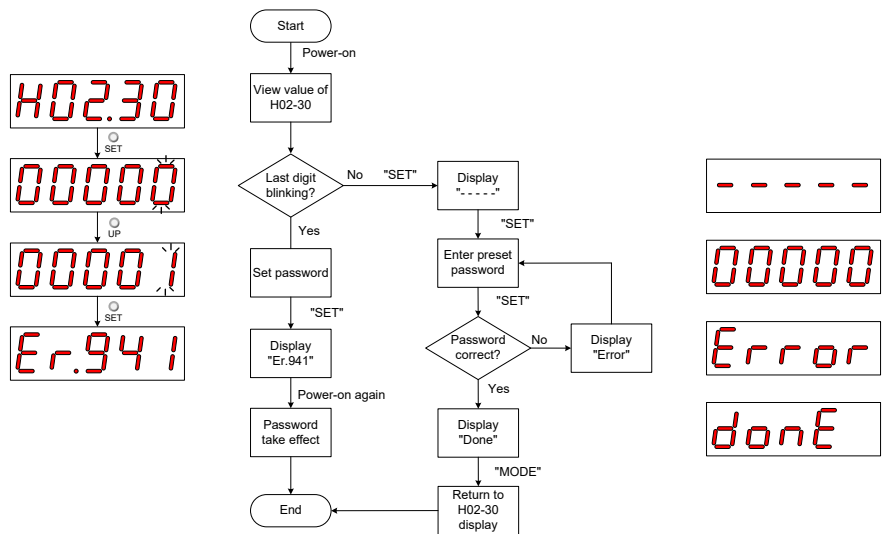 H02.30
SET
00000
UP
00001
SET
Er.941
Start
Power-on
View value of
H02-30
Last digit
blinking?
No
"SET"
Yes
Set password
"SET"
Display
"Er.941"
Power-on again
Password
take effect
End
Display
"-----"
"SET"
Enter preset
password
"SET"
Password
correct?
No
Display
"Error"
Yes
Display
"Done"
"MODE"
Return to
H02-30
display
-----
00000
Error
donE